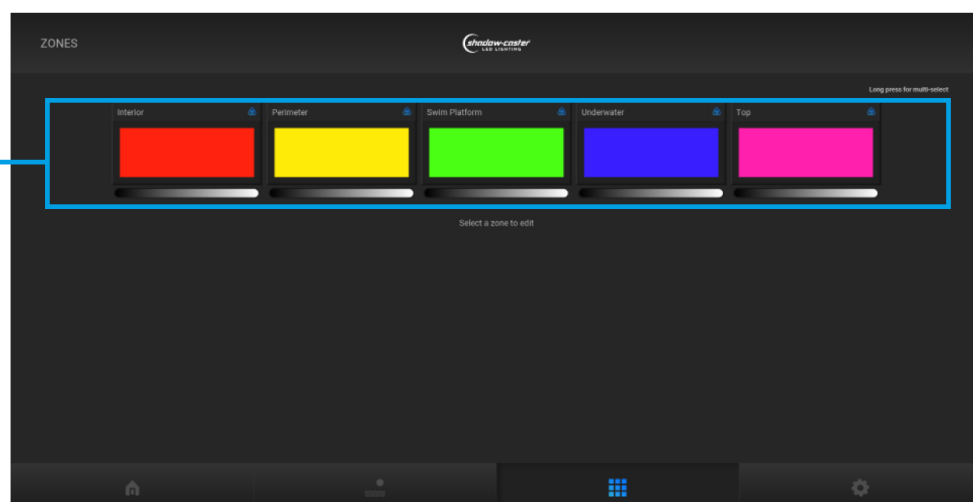 ZONES
shadow-caster
LED LIGHTING
Long press for multi-select
Interior
Perimeter
Swim Platform
Underwater
Top
Select a zone to edit